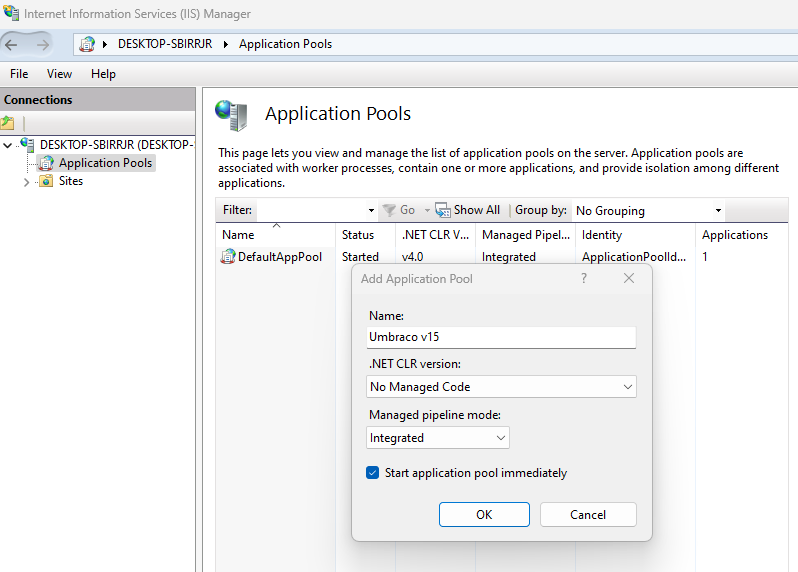 Internet Information Services (IIS) Manager
DESKTOP-SBIRRJR Application Pools
File View Help
Connections
DESKTOP-SBIRRJR (DESKTOP-
Application Pools
Sites
Application Pools
This page lets you view and manage the list of application pools on the server. Application pools are
associated with worker processes, contain one or more applications, and provide isolation among different
applications.
Filter: Go Show All Group by: No Grouping
Name Status .NET CLR V... Managed Pipel... Identity Applications
DefaultAppPool Started v4.0 Integrated ApplicationPoolId... 1
Add Application Pool ?
Name:
Umbraco v15
.NET CLR version:
No Managed Code
Managed pipeline mode:
Integrated
Start application pool immediately
OK Cancel